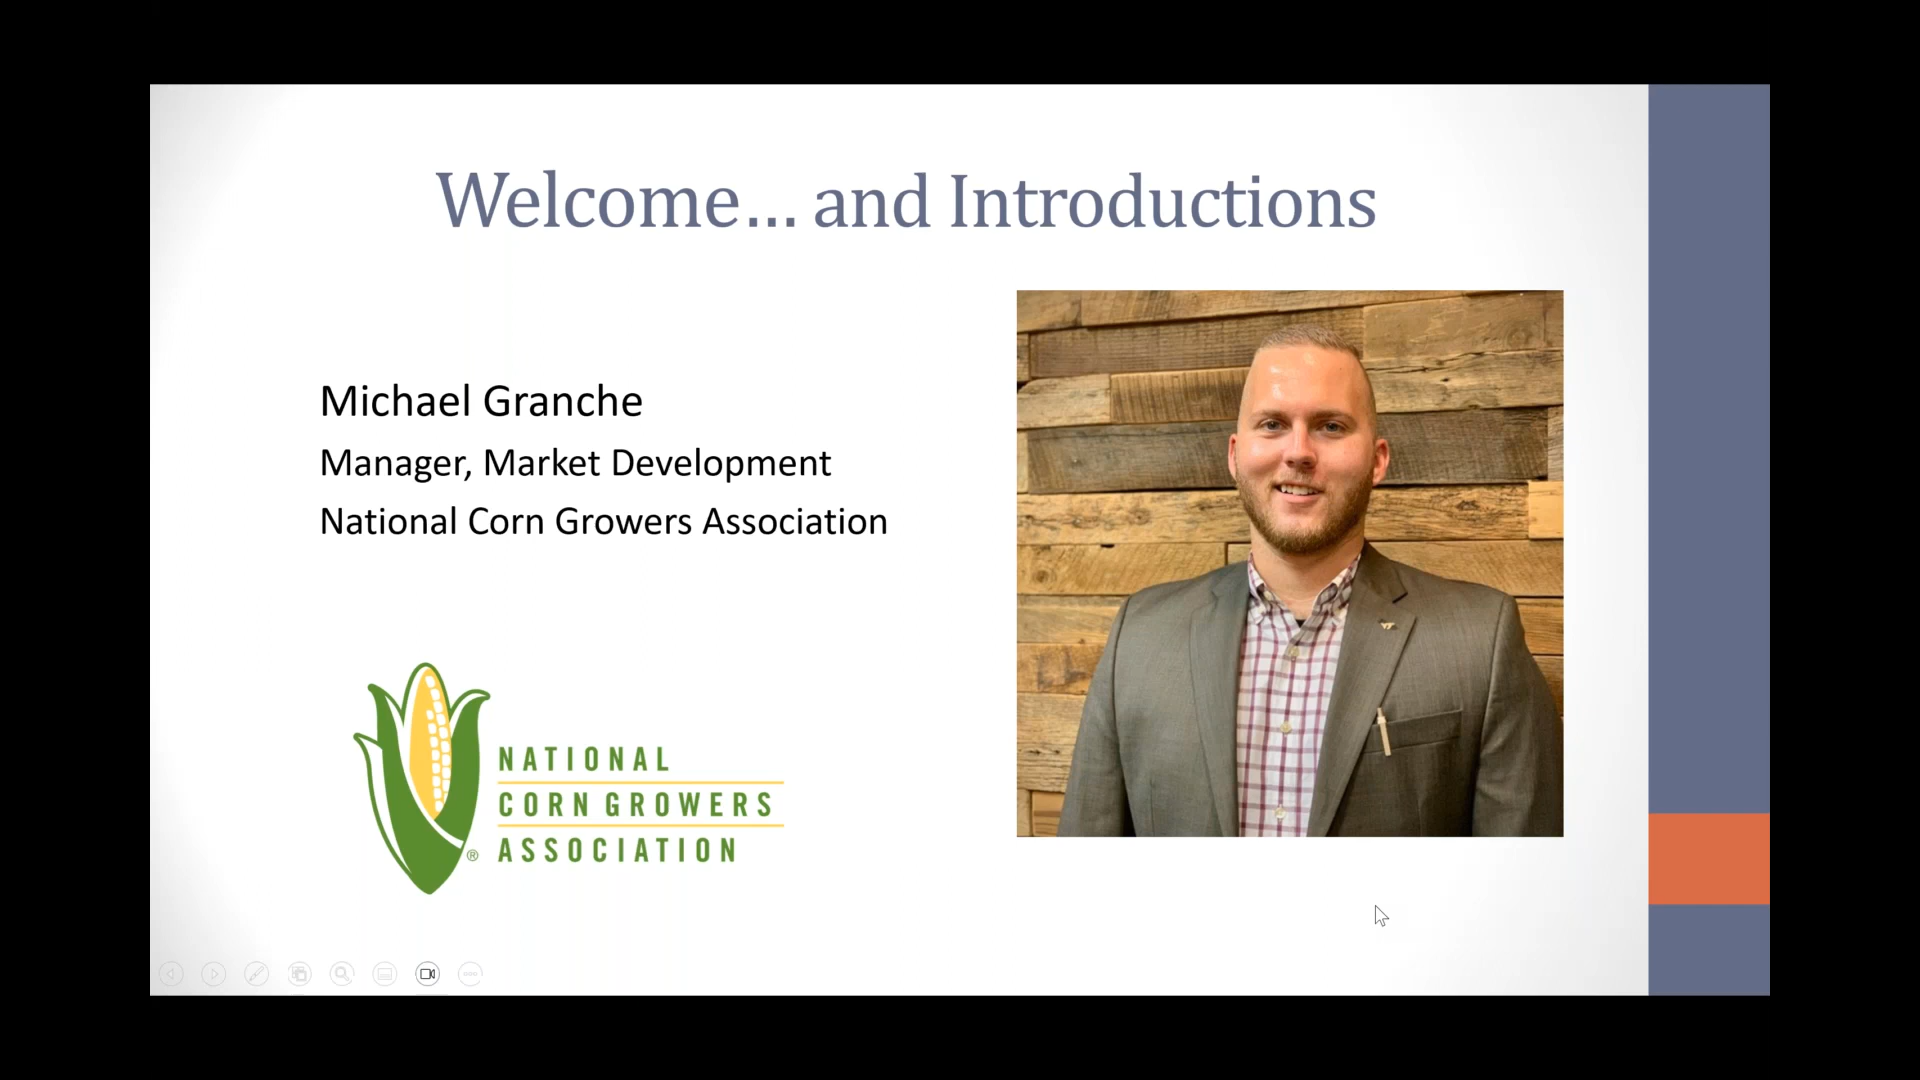 Welcome… and Introductions
Michael Granche
Manager, Market Development
National Corn Growers Association
NATIONAL
CORN GROWERS
ASSOCIATION
®